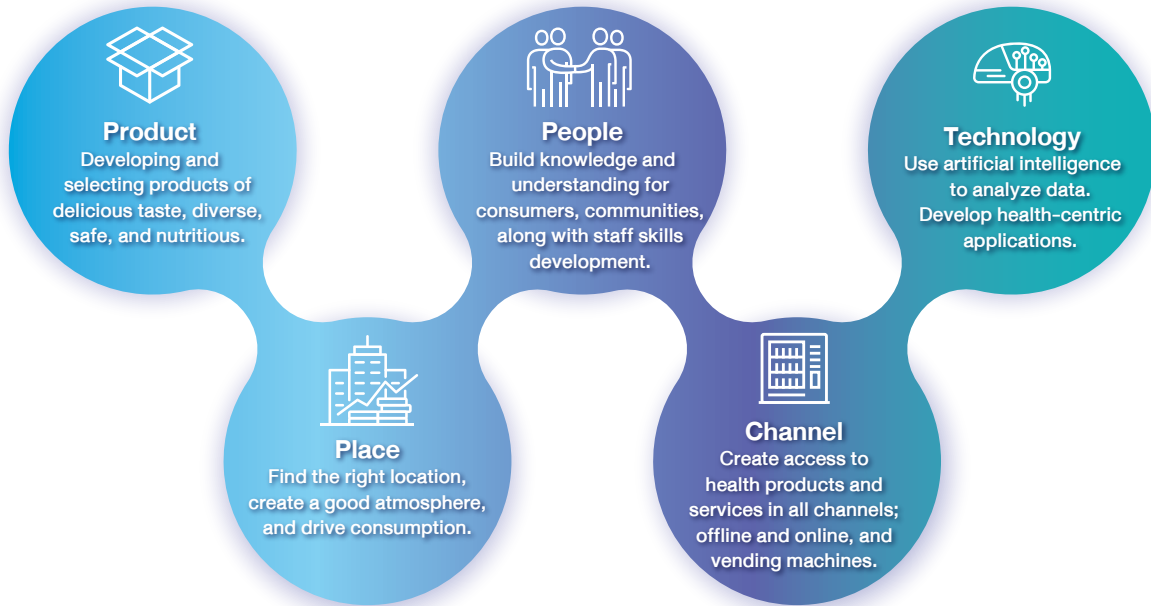 Product
Developing and
selecting products of
delicious taste, diverse,
safe, and nutritious.
Place
Find the right location,
create a good atmosphere,
and drive consumption.
People
Build knowledge and
understanding for
consumers, communities,
along with staff skills
development.
Channel
Create access to
health products and
services in all channels;
offline and online, and
vending machines.
Technology
Use artificial intelligence
to analyze data.
Develop health-centric
applications.